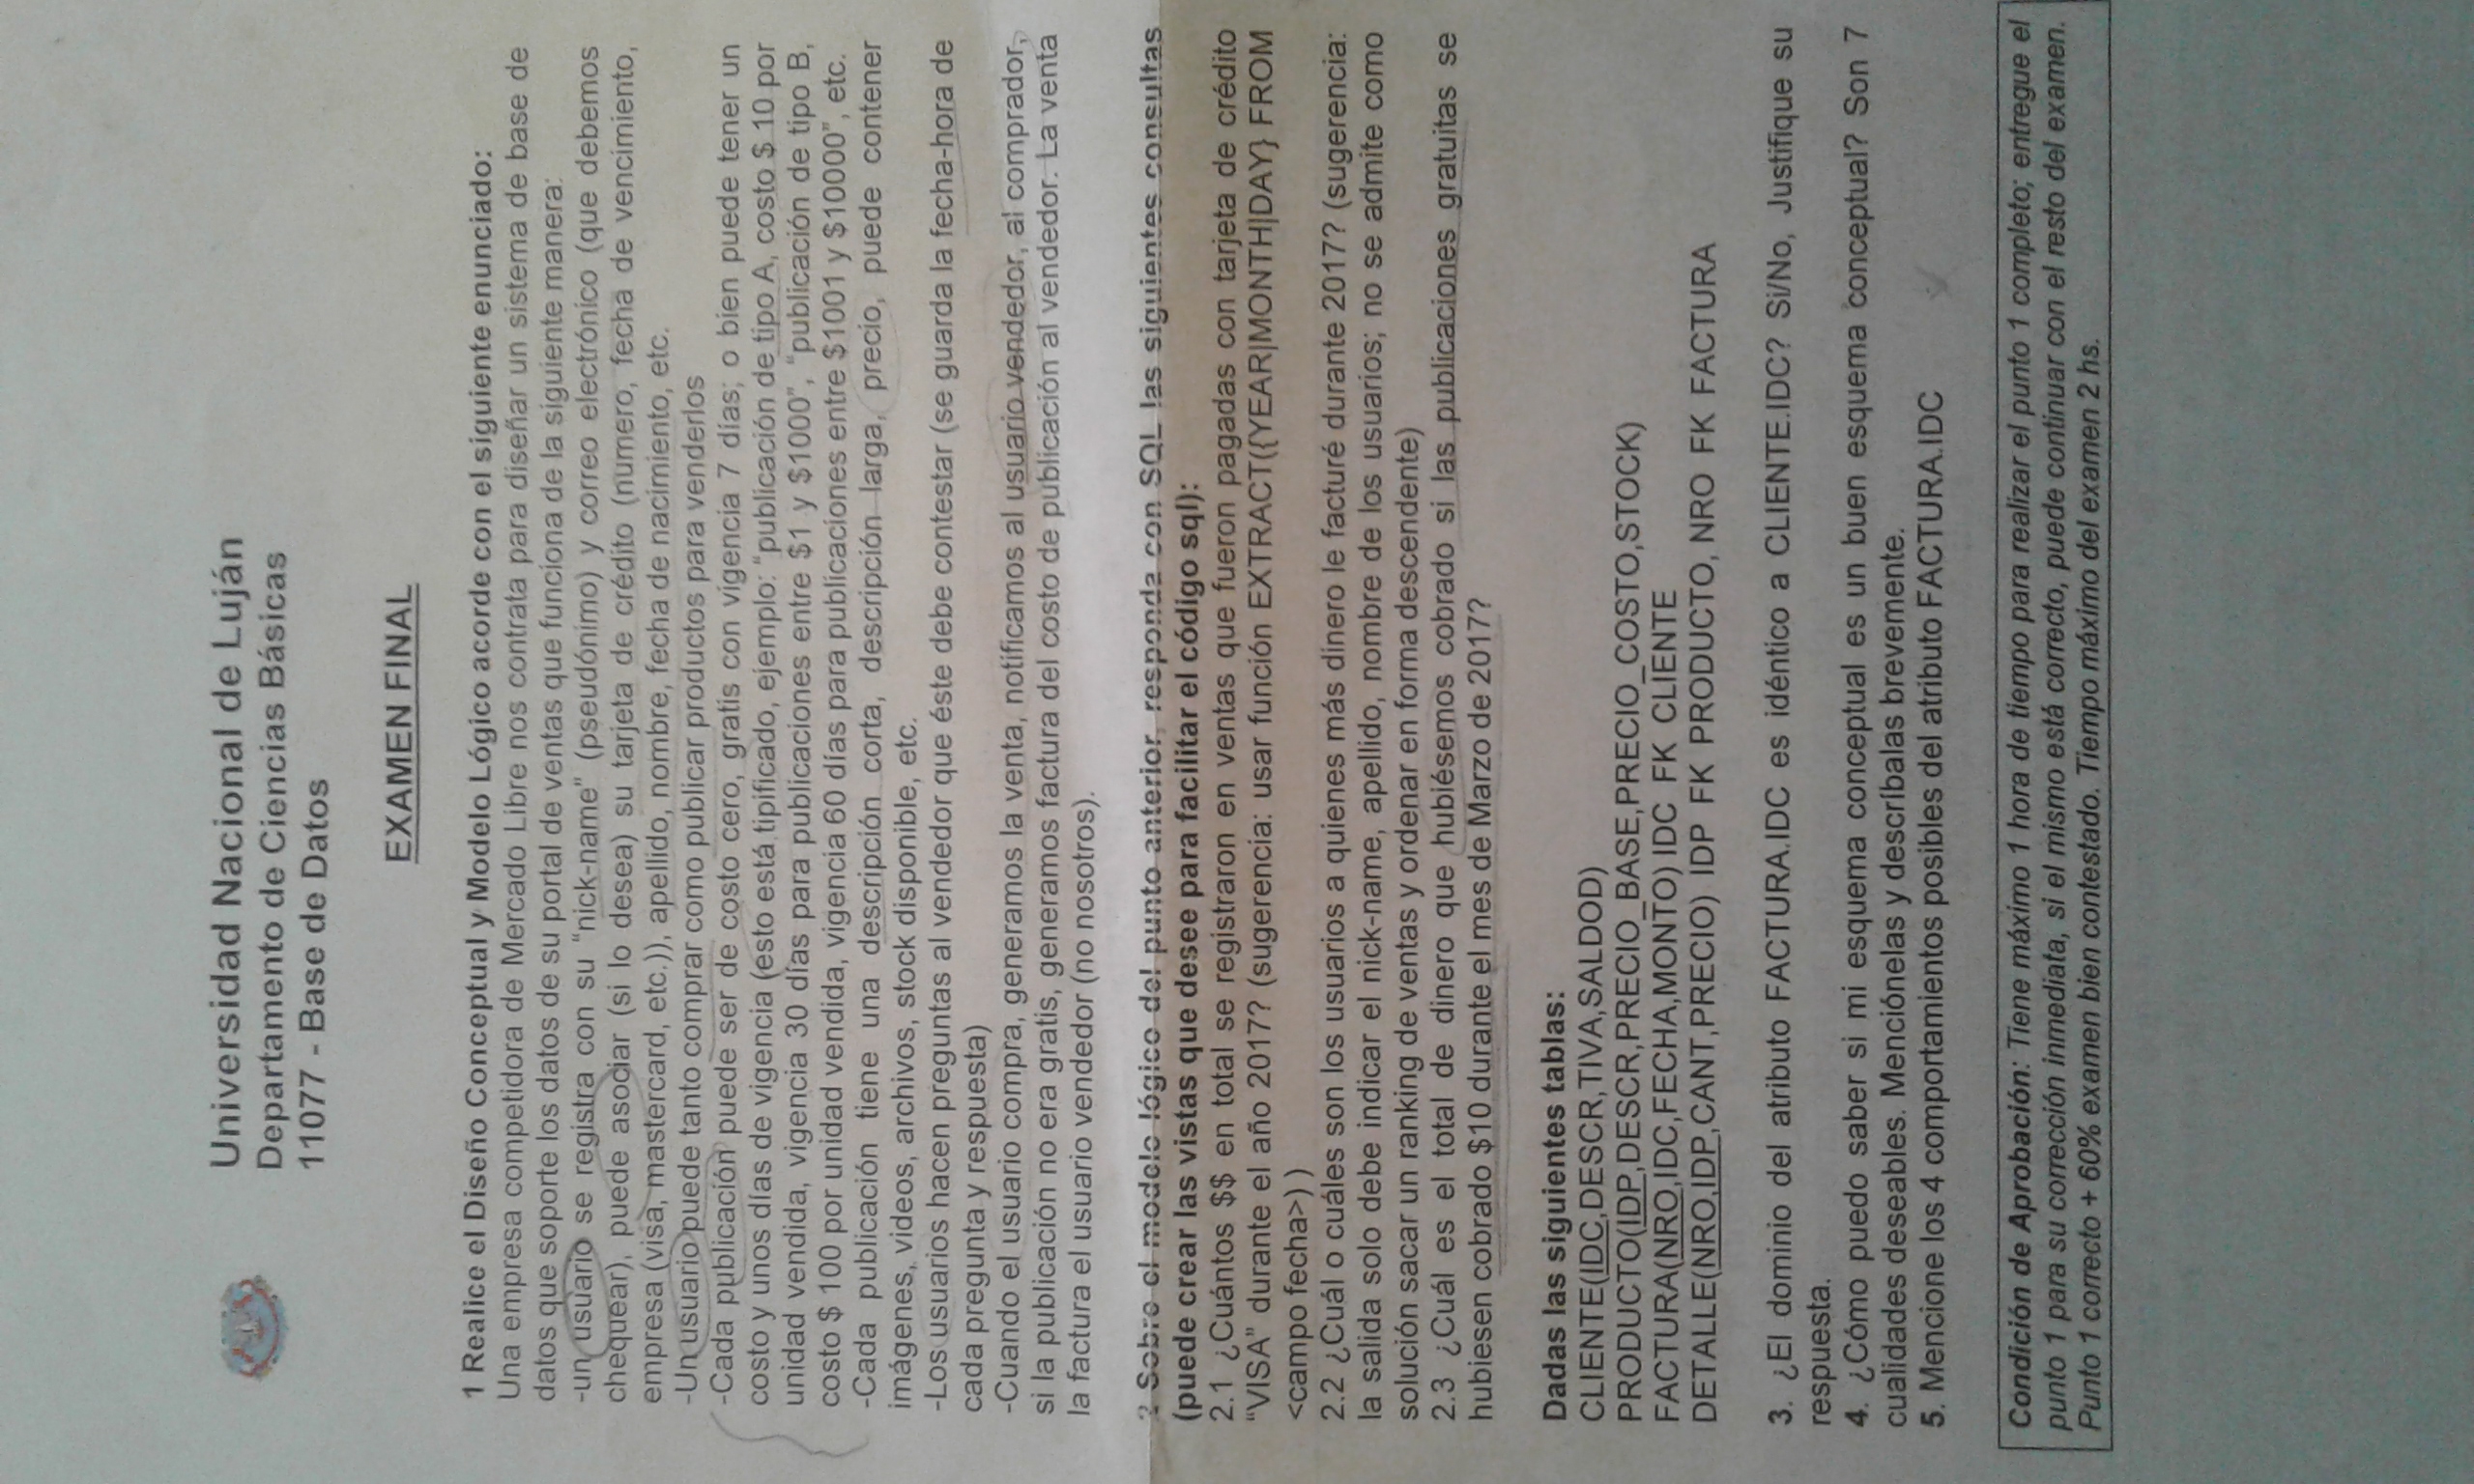 Universidad Nacional de Luján
Departamento de Ciencias Básicas
11077 - Base de Datos
EXAMEN FINAL
1 Realice el Diseño Conceptual y Modelo Lógico acorde con el siguiente enunciado:
Una empresa competidora de Mercado Libre nos contrata para diseñar un sistema de base de
datos que soporte los datos de su portal de ventas que funciona de la siguiente manera:
-un usuario se registra con su “nick-name” (pseudónimo) y correo electrónico (que debemos
chequear), puede asociar (si lo desea) su tarjeta de crédito (numero, fecha de vencimiento,
empresa (visa, mastercard, etc.)), apellido, nombre, fecha de nacimiento, etc.
-Un usuario puede tanto comprar como publicar productos para venderlos
-Cada publicación puede ser de costo cero, gratis con vigencia 7 días; o bien puede tener un
costo y unos días de vigencia (esto está tipificado, ejemplo: “publicación de tipo A, costo $ 10 por
unidad vendida, vigencia 30 días para publicaciones entre $1 y $1000”, “publicación de tipo B,
costo $ 100 por unidad vendida, vigencia 60 días para publicaciones entre $1001 y $10000”, etc.
-Cada publicación tiene una descripción corta, descripción larga, precio, puede contener
imágenes, videos, archivos, stock disponible, etc.
-Los usuarios hacen preguntas al vendedor que éste debe contestar (se guarda la fecha-hora de
cada pregunta y respuesta)
-Cuando el usuario compra, generamos la venta, notificamos al usuario vendedor, al comprador,
si la publicación no era gratis, generamos factura del costo de publicación al vendedor. La venta
la factura el usuario vendedor (no nosotros).
2 Sobre el modelo lógico del punto anterior, responda con SQL las siguientes consultas
(puede crear las vistas que desee para facilitar el código sql):
2.1 ¿Cuántos $$ en total se registraron en ventas que fueron pagadas con tarjeta de crédito
“VISA” durante el año 2017? (sugerencia: usar función EXTRACT({YEAR|MONTH|DAY} FROM
<campo fecha>) )
2.2 ¿Cuál o cuáles son los usuarios a quienes más dinero le facturé durante 2017? (sugerencia:
la salida solo debe indicar el nick-name, apellido, nombre de los usuarios; no se admite como
solución sacar un ranking de ventas y ordenar en forma descendente)
2.3 ¿Cuál es el total de dinero que hubiésemos cobrado si las publicaciones gratuitas se
hubiesen cobrado $10 durante el mes de Marzo de 2017?
Dadas las siguientes tablas:
CLIENTE(IDC,DESCR,TIVA,SALDOD)
PRODUCTO(IDP,DESCR,PRECIO_BASE,PRECIO_COSTO,STOCK)
FACTURA(NRO,IDC,FECHA,MONTO) IDC FK CLIENTE
DETALLE(NRO,IDP,CANT,PRECIO) IDP FK PRODUCTO, NRO FK FACTURA
3. ¿El dominio del atributo FACTURA.IDC es idéntico a CLIENTE.IDC? Si/No, Justifique su
respuesta.
4. ¿Cómo puedo saber si mi esquema conceptual es un buen esquema conceptual? Son 7
cualidades deseables. Menciónelas y descríbalas brevemente.
5. Mencione los 4 comportamientos posibles del atributo FACTURA.IDC
Condición de Aprobación: Tiene máximo 1 hora de tiempo para realizar el punto 1 completo; entregue el
punto 1 para su corrección inmediata, si el mismo está correcto, puede continuar con el resto del examen.
Punto 1 correcto + 60% examen bien contestado. Tiempo máximo del examen 2 hs.